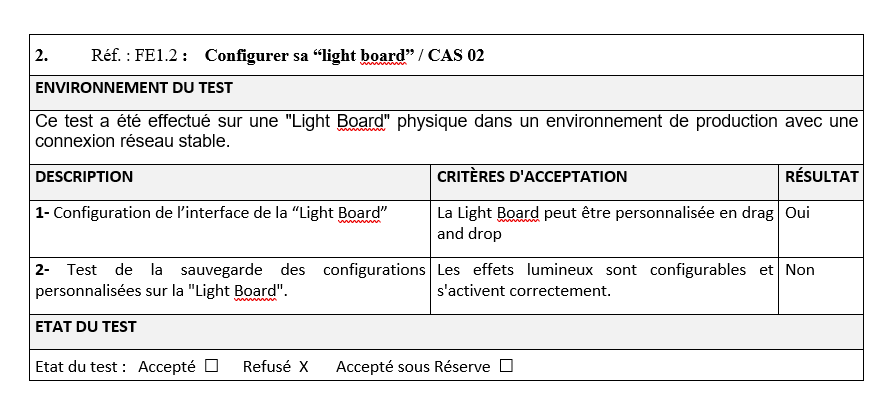 2. Réf. : FE1.2 : Configurer sa “light board” / CAS 02
ENVIRONNEMENT DU TEST
Ce test a été effectué sur une "Light Board" physique dans un environnement de production avec une
connexion réseau stable.
DESCRIPTION CRITÈRES D'ACCEPTATION RÉSULTAT
1- Configuration de l’interface de la “Light Board”
La Light Board peut être personnalisée en drag
and drop
Oui
2- Test de la sauvegarde des configurations
personnalisées sur la "Light Board".
Les effets lumineux sont configurables et
s'activent correctement.
Non
ETAT DU TEST
Etat du test : Accepté ☐ Refusé X Accepté sous Réserve ☐